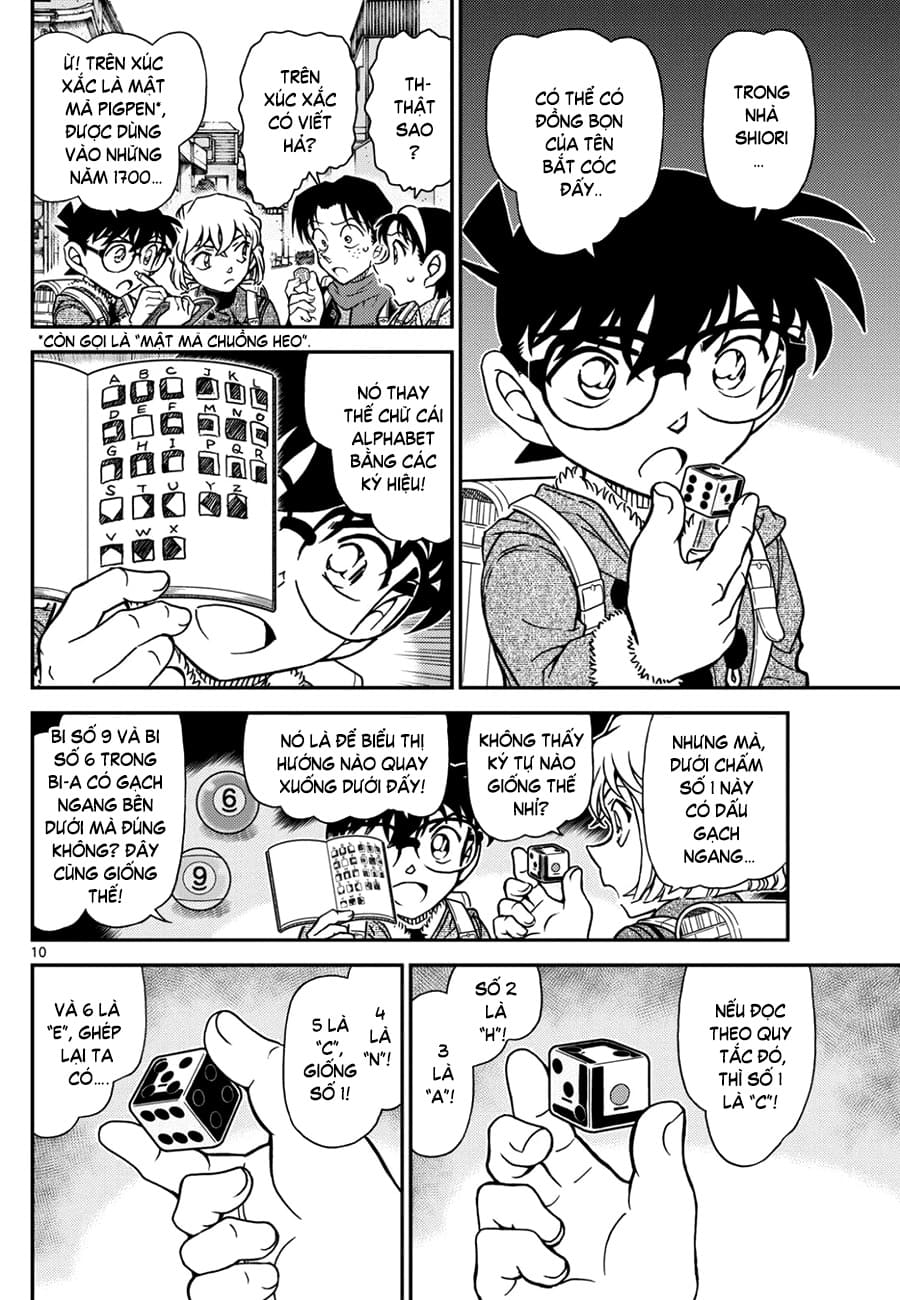 TRONG
NHÀ
SHIORI
...
CÓ THỂ CÓ
ĐỒNG BỌN
CỦA TÊN
BẮT CÓC
ĐẤY..
TH-
THẬT
SAO
?
TRÊN
XÚC XẮC
CÓ VIẾT
HẢ?
Ừ! TRÊN XÚC
XẮC LÀ MẬT
MÃ PIGPEN*,
ĐƯỢC DÙNG
VÀO NHỮNG
NĂM 1700...
*CÒN GỌI LÀ "MẬT MÃ CHUỒNG HEO".
NÓ THAY
THẾ CHỮ CÁI
ALPHABET
BẰNG CÁC
KÝ HIỆU!
A B C J K L
D E F M N O
G H I P Q R
S T U Y Z
V W X
NHƯNG MÀ,
DƯỚI CHẤM
SỐ 1 NÀY
CÓ DẤU
GẠCH
NGANG...
KHÔNG THẤY
KÝ TỰ NÀO
GIỐNG THẾ
NHỈ?
NÓ LÀ ĐỂ BIỂU THỊ
HƯỚNG NÀO QUAY
XUỐNG DƯỚI ĐẤY!
BI SỐ 9 VÀ BI
SỐ 6 TRONG
BI-A CÓ GẠCH
NGANG BÊN
DƯỚI MÀ ĐÚNG
KHÔNG? ĐÂY
CŨNG GIỐNG
THẾ!
6
9
10
NẾU ĐỌC
THEO QUY
TẮC ĐÓ,
THÌ SỐ 1
LÀ "C"!
SỐ 2
LÀ
"H"!
3
LÀ
"A"!
4
LÀ
"N"!
5 LÀ
"C",
GIỐNG
SỐ 1!
VÀ 6 LÀ
"E", GHÉP
LẠI TA
CÓ....